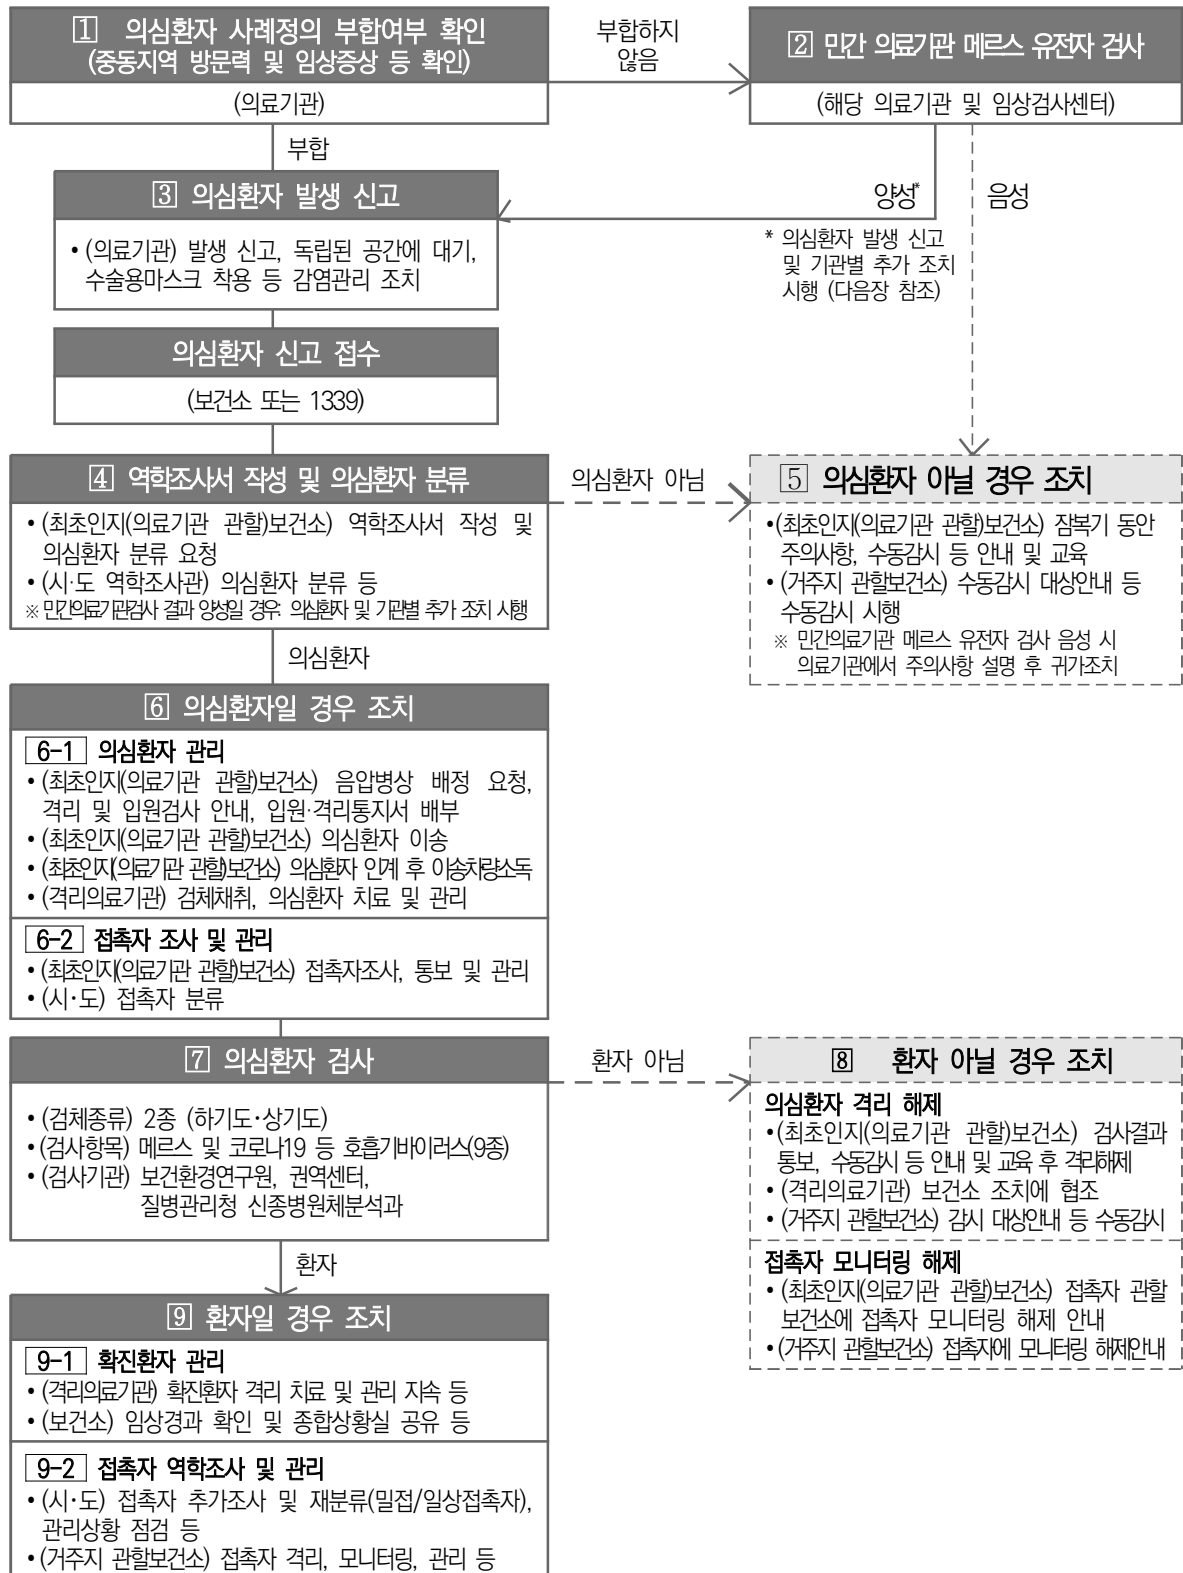 1 의심환자 사례정의 부합여부 확인
(중동지역 방문력 및 임상증상 등 확인)
(의료기관)
부합하지
않음
2 민간 의료기관 메르스 유전자 검사
(해당 의료기관 및 임상검사센터)
부합
양성*
음성
* 의심환자 발생 신고
및 기관별 추가 조치
시행 (다음장 참조)
3 의심환자 발생 신고
• (의료기관) 발생 신고, 독립된 공간에 대기,
수술용마스크 착용 등 감염관리 조치
의심환자 신고 접수
(보건소 또는 1339)
4 역학조사서 작성 및 의심환자 분류
• (최초인지(의료기관 관할)보건소) 역학조사서 작성 및
의심환자 분류 요청
• (시·도 역학조사관) 의심환자 분류 등
※ 민간의료기관검사 결과 양성일 경우: 의심환자 및 기관별 추가 조치 시행
의심환자 아님
5 의심환자 아닐 경우 조치
•(최초인지(의료기관 관할)보건소) 잠복기 동안
주의사항, 수동감시 등 안내 및 교육
• (거주지 관할보건소) 수동감시 대상안내 등
수동감시 시행
※ 민간의료기관 메르스 유전자 검사 음성 시
의료기관에서 주의사항 설명 후 귀가조치
의심환자
6 의심환자일 경우 조치
6-1 의심환자 관리
• (최초인지(의료기관 관할)보건소) 음압병상 배정 요청,
격리 및 입원검사 안내, 입원·격리통지서 배부
• (최초인지(의료기관 관할)보건소) 의심환자 이송
• (최초인지(의료기관 관할)보건소) 의심환자 인계 후 이송차량소독
• (격리의료기관) 검체채취, 의심환자 치료 및 관리
6-2 접촉자 조사 및 관리
• (최초인지(의료기관 관할)보건소) 접촉자조사, 통보 및 관리
• (시·도) 접촉자 분류
7 의심환자 검사
• (검체종류) 2종 (하기도·상기도)
• (검사항목) 메르스 및 코로나19 등 호흡기바이러스(9종)
• (검사기관) 보건환경연구원, 권역센터,
질병관리청 신종병원체분석과
환자 아님
8 환자 아닐 경우 조치
의심환자 격리 해제
•(최초인지(의료기관 관할)보건소) 검사결과
통보, 수동감시 등 안내 및 교육 후 격리해제
• (격리의료기관) 보건소 조치에 협조
• (거주지 관할보건소) 감시 대상안내 등 수동감시
접촉자 모니터링 해제
• (최초인지(의료기관 관할)보건소) 접촉자 관할
보건소에 접촉자 모니터링 해제 안내
• (거주지 관할보건소) 접촉자에 모니터링 해제안내
환자
9 환자일 경우 조치
9-1 확진환자 관리
• (격리의료기관) 확진환자 격리 치료 및 관리 지속 등
• (보건소) 임상경과 확인 및 종합상황실 공유 등
9-2 접촉자 역학조사 및 관리
• (시·도) 접촉자 추가조사 및 재분류(밀접/일상접촉자),
관리상황 점검 등
• (거주지 관할보건소) 접촉자 격리, 모니터링, 관리 등